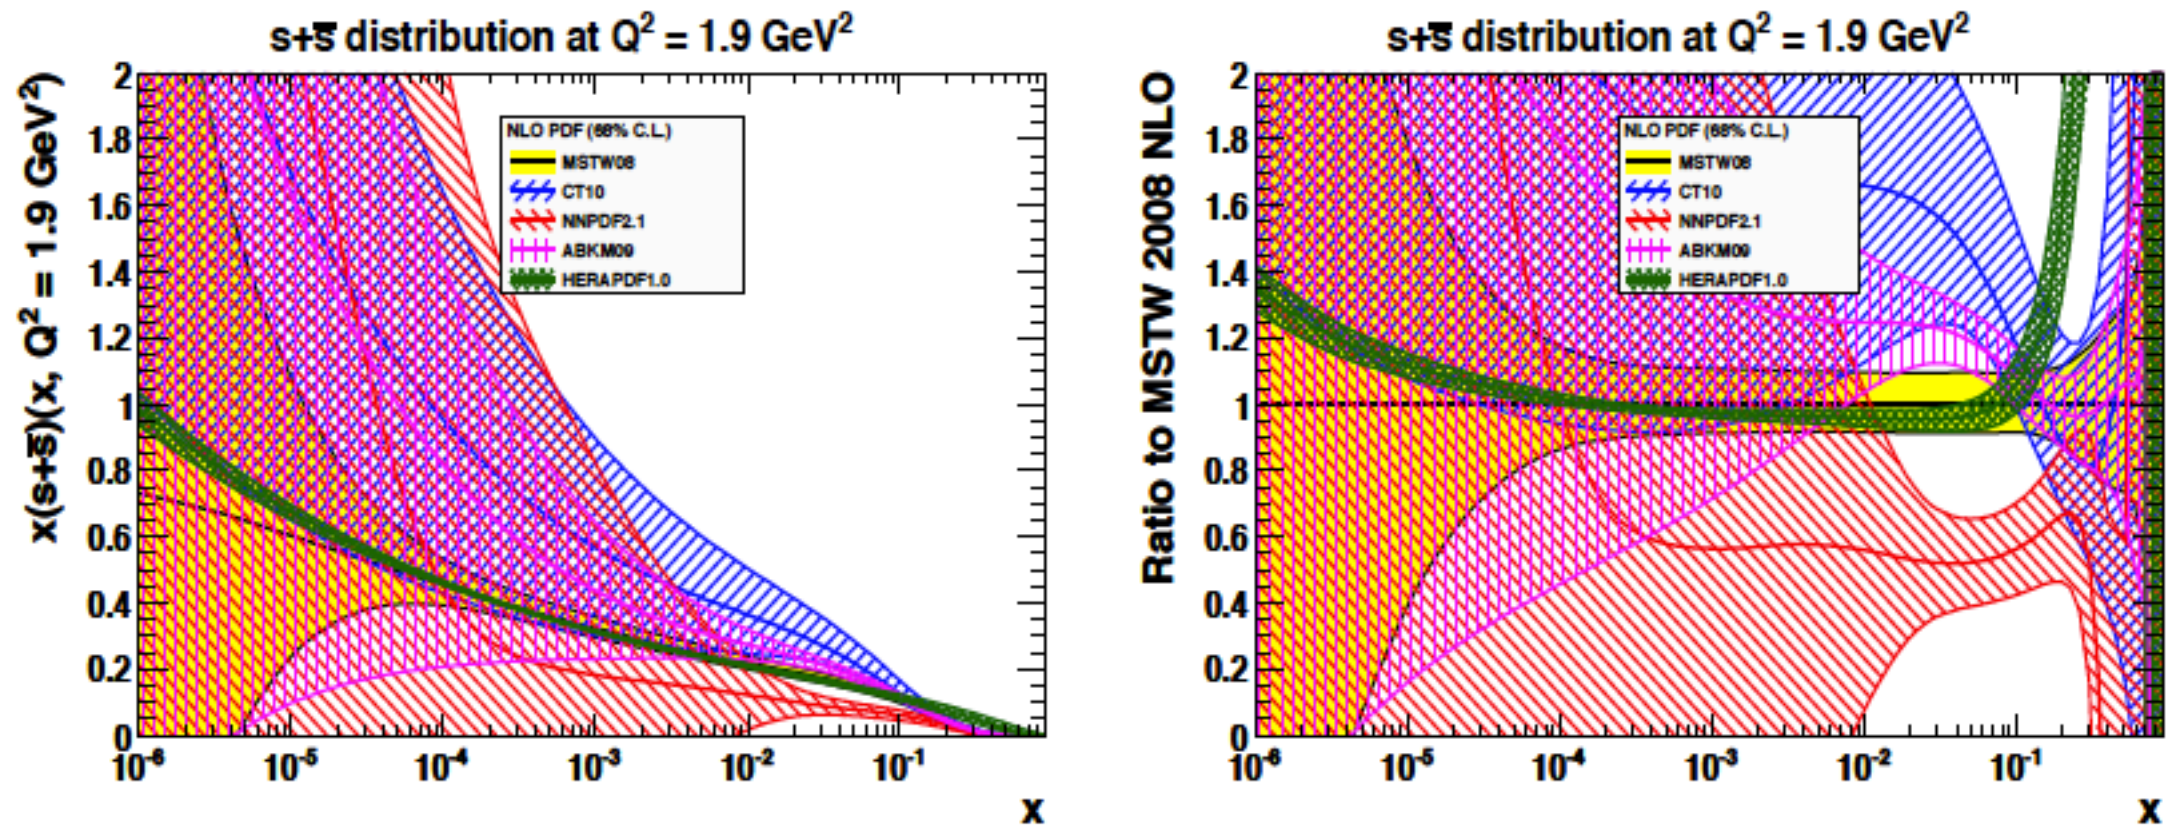 s+s̅ distribution at Q² = 1.9 GeV²
x(s+s̅)(x, Q² = 1.9 GeV²)
2
1.8
1.6
1.4
1.2
1
0.8
0.6
0.4
0.2
0
NLO PDF (68% C.L.)
MSTW08
CT10
NNPDF2.1
ABKM09
HERAPDF1.0
10⁻⁶ 10⁻⁵ 10⁻⁴ 10⁻³ 10⁻² 10⁻¹
x
s+s̅ distribution at Q² = 1.9 GeV²
Ratio to MSTW 2008 NLO
2
1.8
1.6
1.4
1.2
1
0.8
0.6
0.4
0.2
0
NLO PDF (68% C.L.)
MSTW08
CT10
NNPDF2.1
ABKM09
HERAPDF1.0
10⁻⁶ 10⁻⁵ 10⁻⁴ 10⁻³ 10⁻² 10⁻¹
x